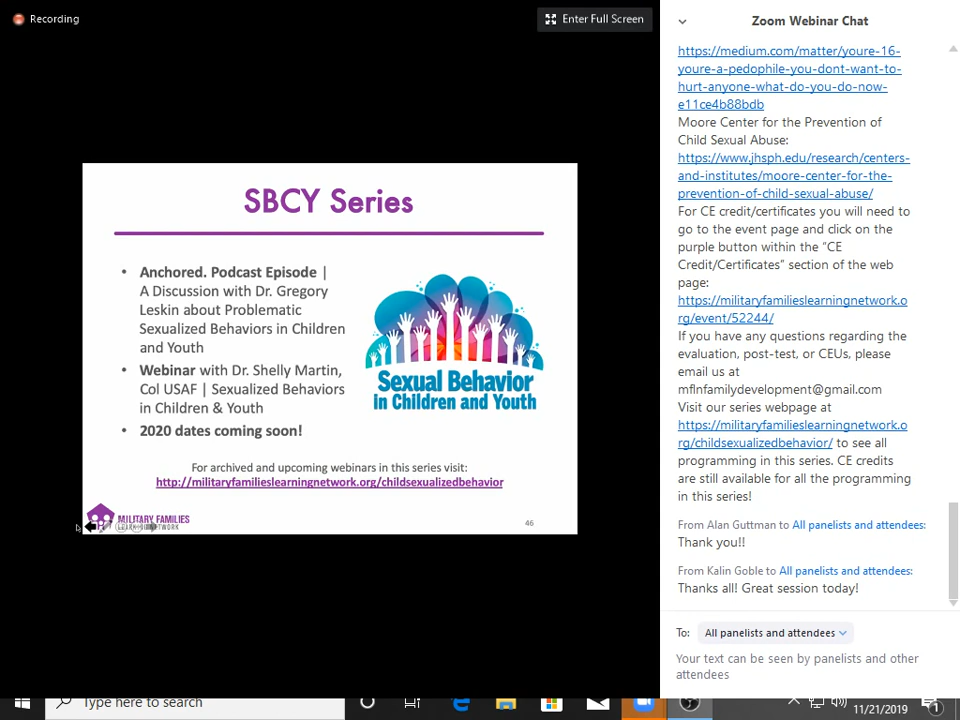 Recording
Enter Full Screen
SBCY Series
• Anchored. Podcast Episode |
A Discussion with Dr. Gregory
Leskin about Problematic
Sexualized Behaviors in Children
and Youth
• Webinar with Dr. Shelly Martin,
Col USAF | Sexualized Behaviors
in Children & Youth
• 2020 dates coming soon!
Sexual Behavior
in Children and Youth
For archived and upcoming webinars in this series visit:
http://militaryfamilieslearningnetwork.org/childsexualizedbehavior
MILITARY FAMILIES
46
Zoom Webinar Chat
https://medium.com/matter/youre-16-
youre-a-pedophile-you-dont-want-to-
hurt-anyone-what-do-you-do-now-
e11ce4b88bdb
Moore Center for the Prevention of
Child Sexual Abuse:
https://www.jhsph.edu/research/centers-
and-institutes/moore-center-for-the-
prevention-of-child-sexual-abuse/
For CE credit/certificates you will need to
go to the event page and click on the
purple button within the "CE
Credit/Certificates" section of the web
page:
https://militaryfamilieslearningnetwork.o
rg/event/52244/
If you have any questions regarding the
evaluation, post-test, or CEUs, please
email us at
mflnfamilydevelopment@gmail.com
Visit our series webpage at
https://militaryfamilieslearningnetwork.o
rg/childsexualizedbehavior/ to see all
programming in this series. CE credits
are still available for all the programming
in this series!
From Alan Guttman to All panelists and attendees:
Thank you!!
From Kalin Goble to All panelists and attendees:
Thanks all! Great session today!
To: All panelists and attendees
Your text can be seen by panelists and other
attendees
Type here to search
11/21/2019
1